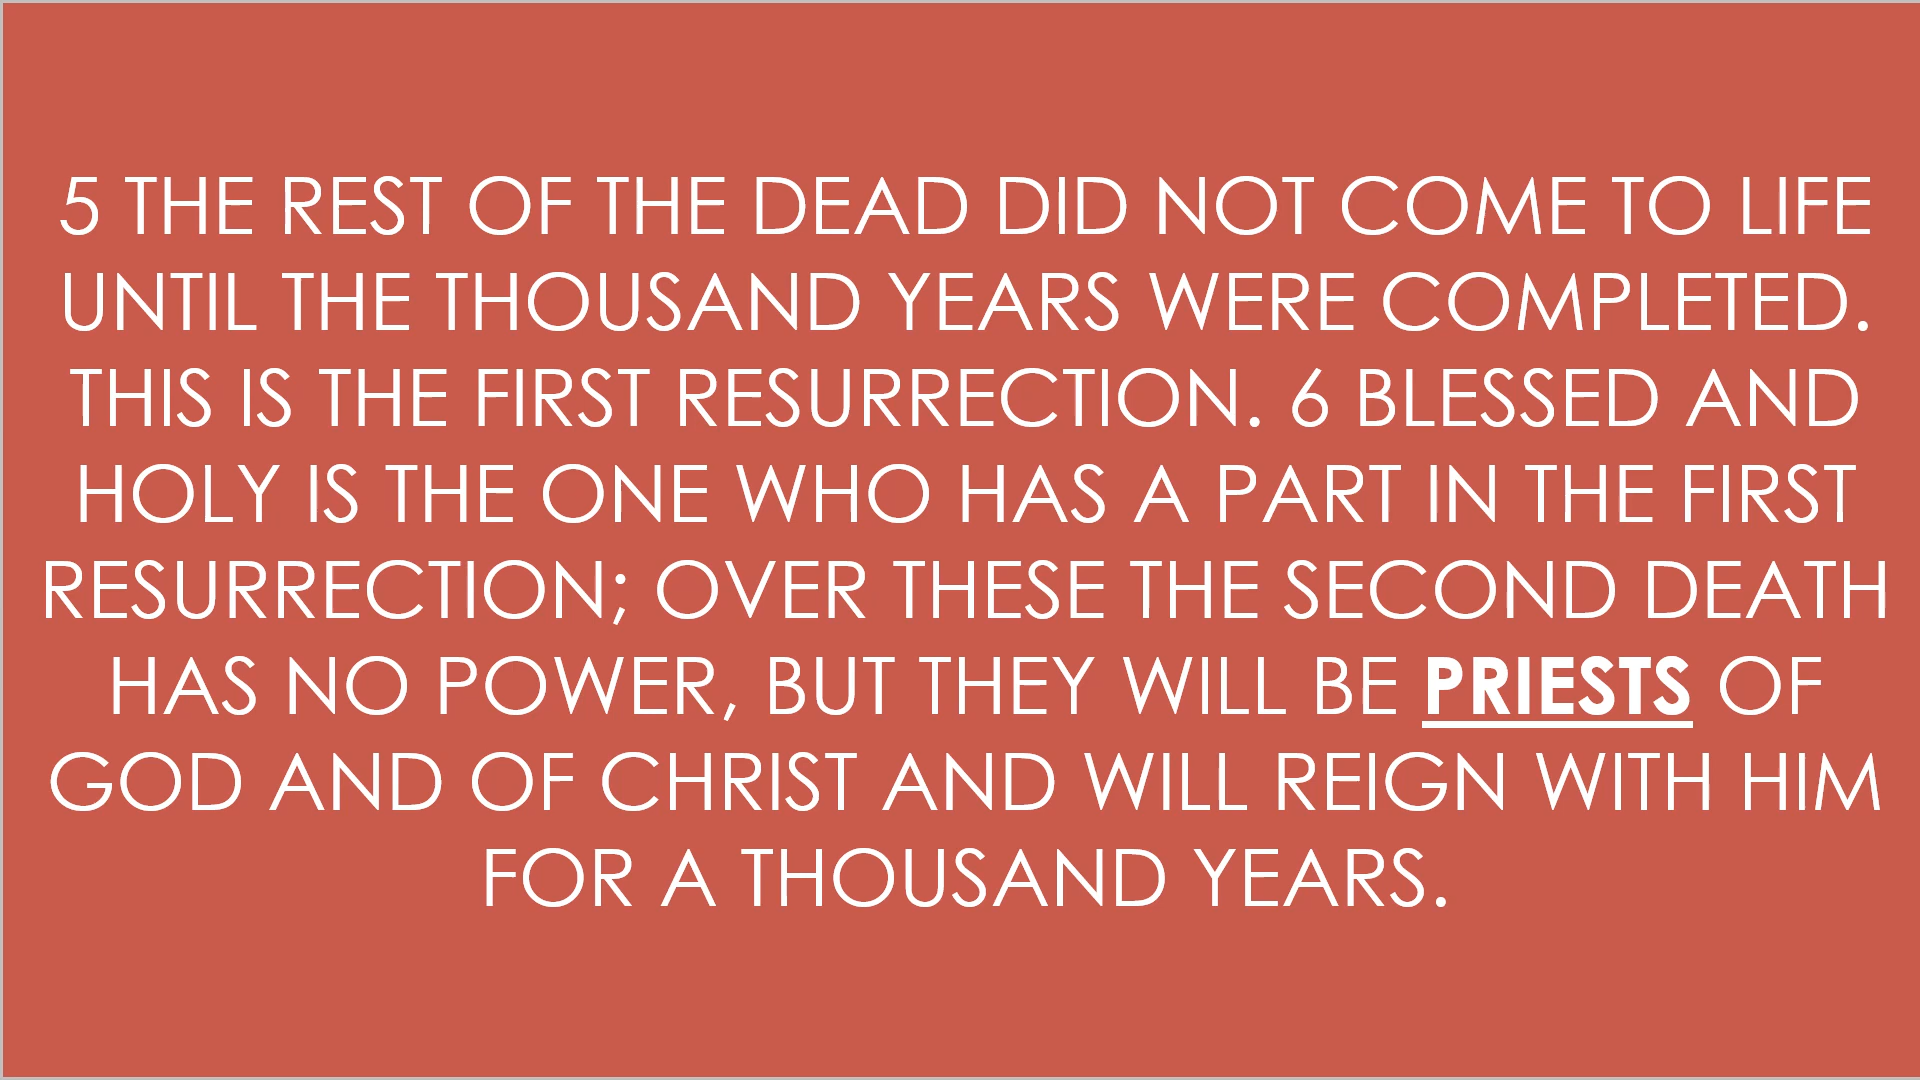 5 THE REST OF THE DEAD DID NOT COME TO LIFE
UNTIL THE THOUSAND YEARS WERE COMPLETED.
THIS IS THE FIRST RESURRECTION. 6 BLESSED AND
HOLY IS THE ONE WHO HAS A PART IN THE FIRST
RESURRECTION; OVER THESE THE SECOND DEATH
HAS NO POWER, BUT THEY WILL BE PRIESTS OF
GOD AND OF CHRIST AND WILL REIGN WITH HIM
FOR A THOUSAND YEARS.